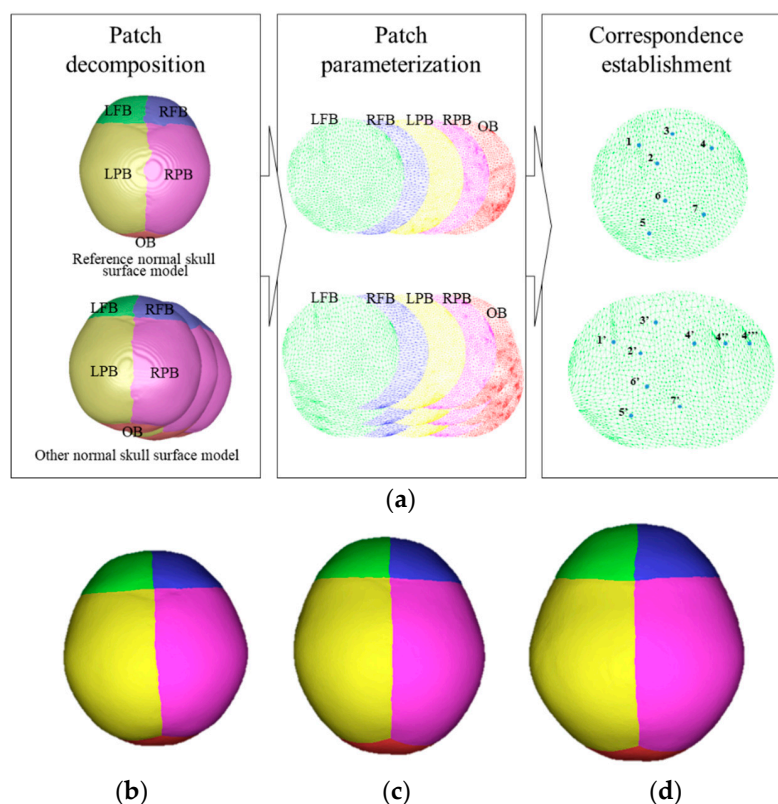 Patch
decomposition
LFB RFB
LPB RPB
OB
Reference normal skull
surface model
LFB RFB
LPB RPB
OB
Other normal skull surface model
Patch
parameterization
LFB RFB LPB RPB OB
LFB RFB LPB RPB OB
Correspondence
establishment
1 3 4
2
6
7
5
3'
1' 4' 4'' 4'''
2'
6'
7'
5'
(a)
(b) (c) (d)